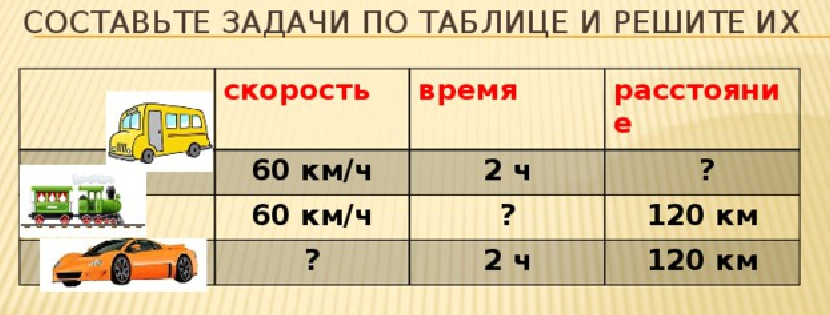 СОСТАВЬТЕ ЗАДАЧИ ПО ТАБЛИЦЕ И РЕШИТЕ ИХ
скорость время расстояни
е
60 км/ч 2 ч ?
60 км/ч ? 120 км
? 2 ч 120 км